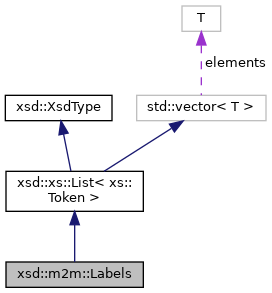 T
elements
xsd::XsdType
std::vector< T >
xsd::xs::List< xs::
Token >
xsd::m2m::Labels